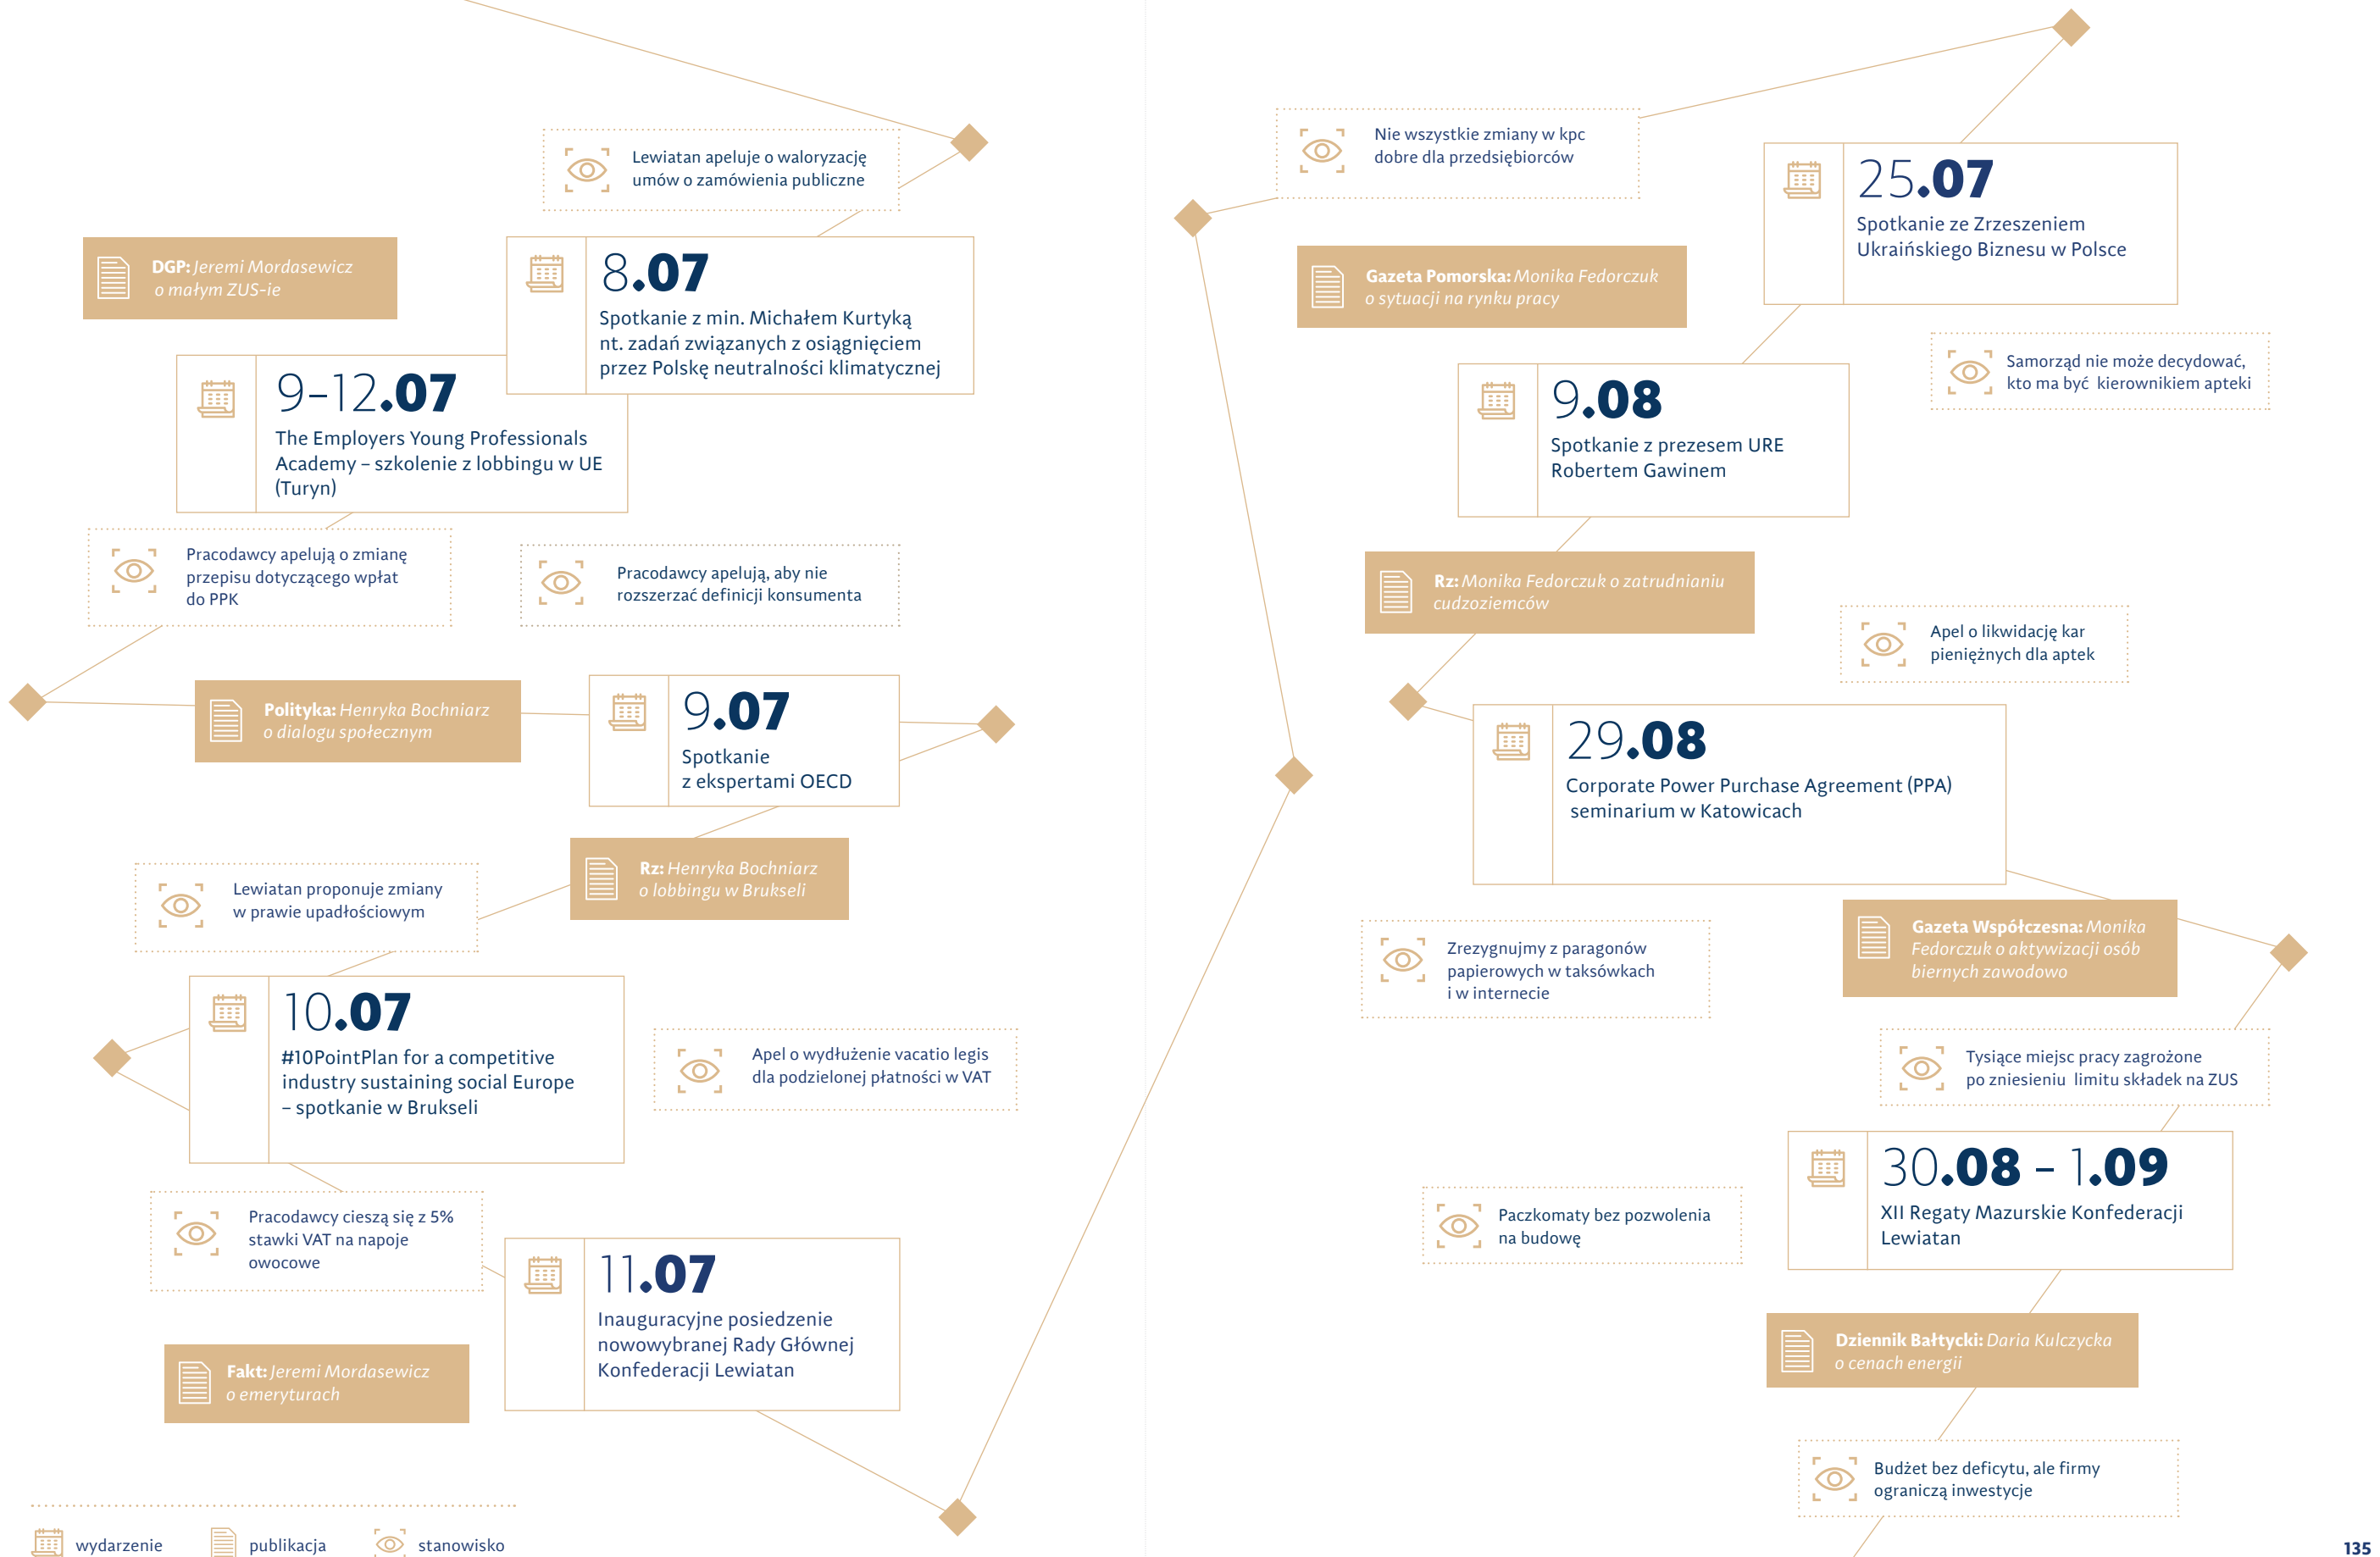 Lewiatan apeluje o waloryzację
umów o zamówienia publiczne
DGP: Jeremi Mordasewicz
o małym ZUS-ie
8.07
Spotkanie z min. Michałem Kurtyką
nt. zadań związanych z osiągnięciem
przez Polskę neutralności klimatycznej
9–12.07
The Employers Young Professionals
Academy – szkolenie z lobbingu w UE
(Turyn)
Pracodawcy apelują o zmianę
przepisu dotyczącego wpłat
do PPK
Pracodawcy apelują, aby nie
rozszerzać definicji konsumenta
Polityka: Henryka Bochniarz
o dialogu społecznym
9.07
Spotkanie
z ekspertami OECD
Rz: Henryka Bochniarz
o lobbingu w Brukseli
Lewiatan proponuje zmiany
w prawie upadłościowym
10.07
#10PointPlan for a competitive
industry sustaining social Europe
– spotkanie w Brukseli
Apel o wydłużenie vacatio legis
dla podzielonej płatności w VAT
Pracodawcy cieszą się z 5%
stawki VAT na napoje
owocowe
11.07
Inauguracyjne posiedzenie
nowowybranej Rady Głównej
Konfederacji Lewiatan
Fakt: Jeremi Mordasewicz
o emeryturach
wydarzenie
publikacja
stanowisko
Nie wszystkie zmiany w kpc
dobre dla przedsiębiorców
25.07
Spotkanie ze Zrzeszeniem
Ukraińskiego Biznesu w Polsce
Gazeta Pomorska: Monika Fedorczuk
o sytuacji na rynku pracy
Samorząd nie może decydować,
kto ma być kierownikiem apteki
9.08
Spotkanie z prezesem URE
Robertem Gawinem
Rz: Monika Fedorczuk o zatrudnianiu
cudzoziemców
Apel o likwidację kar
pieniężnych dla aptek
29.08
Corporate Power Purchase Agreement (PPA)
seminarium w Katowicach
Gazeta Współczesna: Monika
Fedorczuk o aktywizacji osób
biernych zawodowo
Zrezygnujmy z paragonów
papierowych w taksówkach
i w internecie
Tysiące miejsc pracy zagrożone
po zniesieniu limitu składek na ZUS
30.08 – 1.09
XII Regaty Mazurskie Konfederacji
Lewiatan
Paczkomaty bez pozwolenia
na budowę
Dziennik Bałtycki: Daria Kulczycka
o cenach energii
Budżet bez deficytu, ale firmy
ograniczą inwestycje
135